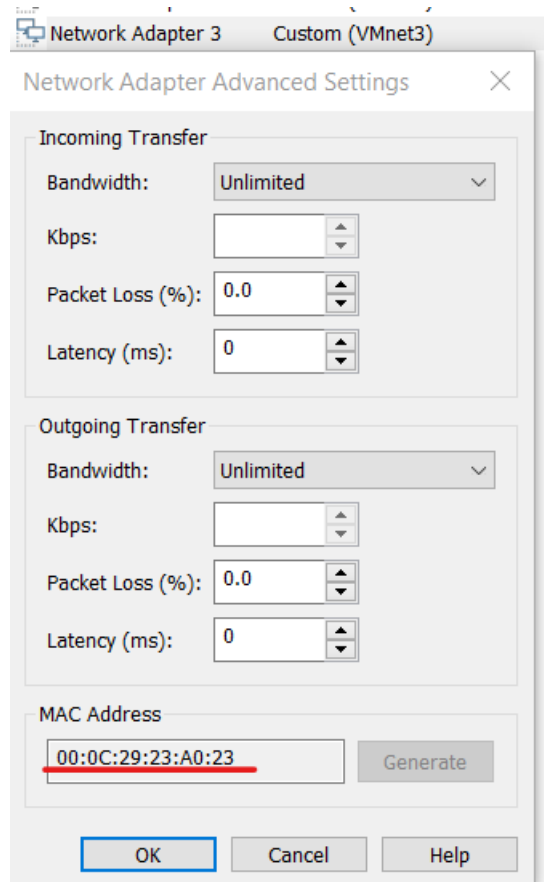 Network Adapter 3 Custom (VMnet3)
Network Adapter Advanced Settings
Incoming Transfer
Bandwidth: Unlimited
Kbps:
Packet Loss (%): 0.0
Latency (ms): 0
Outgoing Transfer
Bandwidth: Unlimited
Kbps:
Packet Loss (%): 0.0
Latency (ms): 0
MAC Address
00:0C:29:23:A0:23 Generate
OK Cancel Help